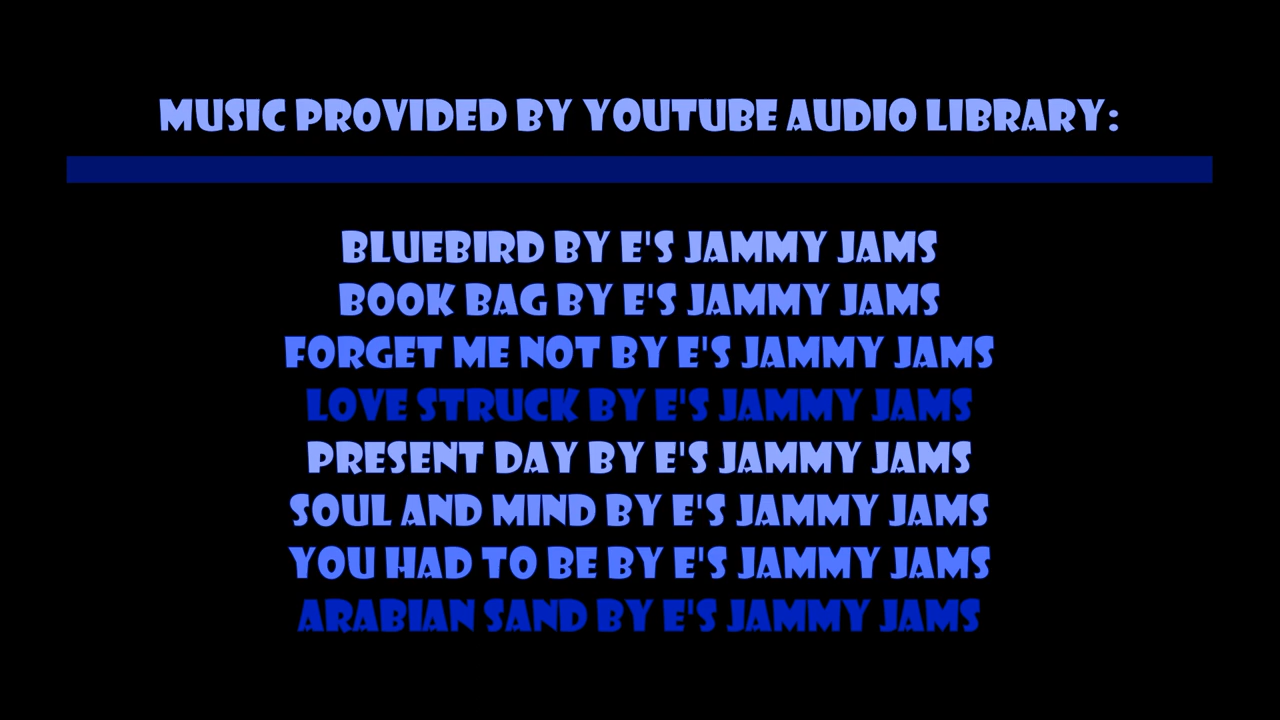 MUSIC PROVIDED BY YOUTUBE AUDIO LIBRARY:
BLUEBIRD BY E'S JAMMY JAMS
BOOK BAG BY E'S JAMMY JAMS
FORGET ME NOT BY E'S JAMMY JAMS
LOVE STRUCK BY E'S JAMMY JAMS
PRESENT DAY BY E'S JAMMY JAMS
SOUL AND MIND BY E'S JAMMY JAMS
YOU HAD TO BE BY E'S JAMMY JAMS
ARABIAN SAND BY E'S JAMMY JAMS